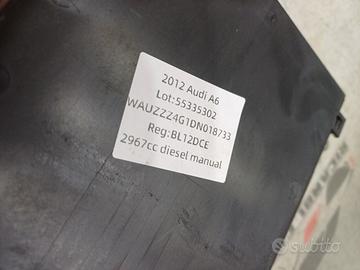 2012 Audi A6
Lot:55335302
WAUZZZ4G1DN018733
Reg:BL12DCE
2967cc diesel manual
subito